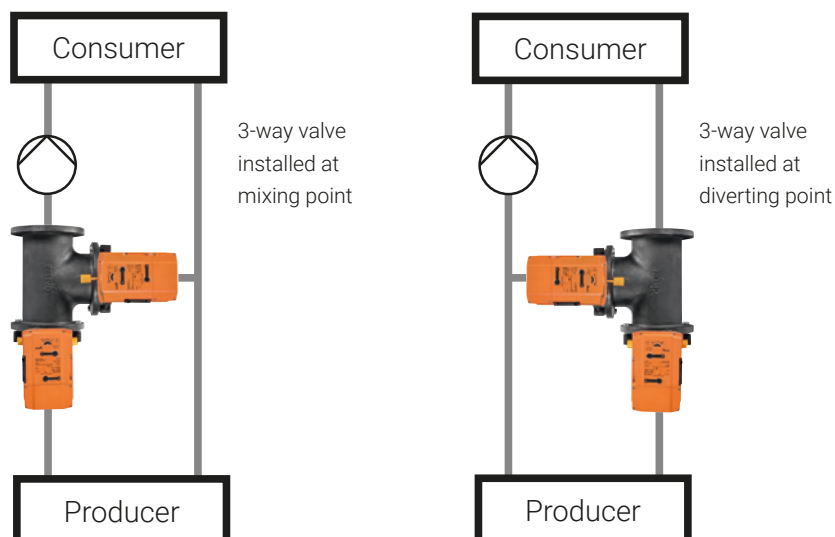 Consumer
3-way valve
installed at
mixing point
Producer
Consumer
3-way valve
installed at
diverting point
Producer